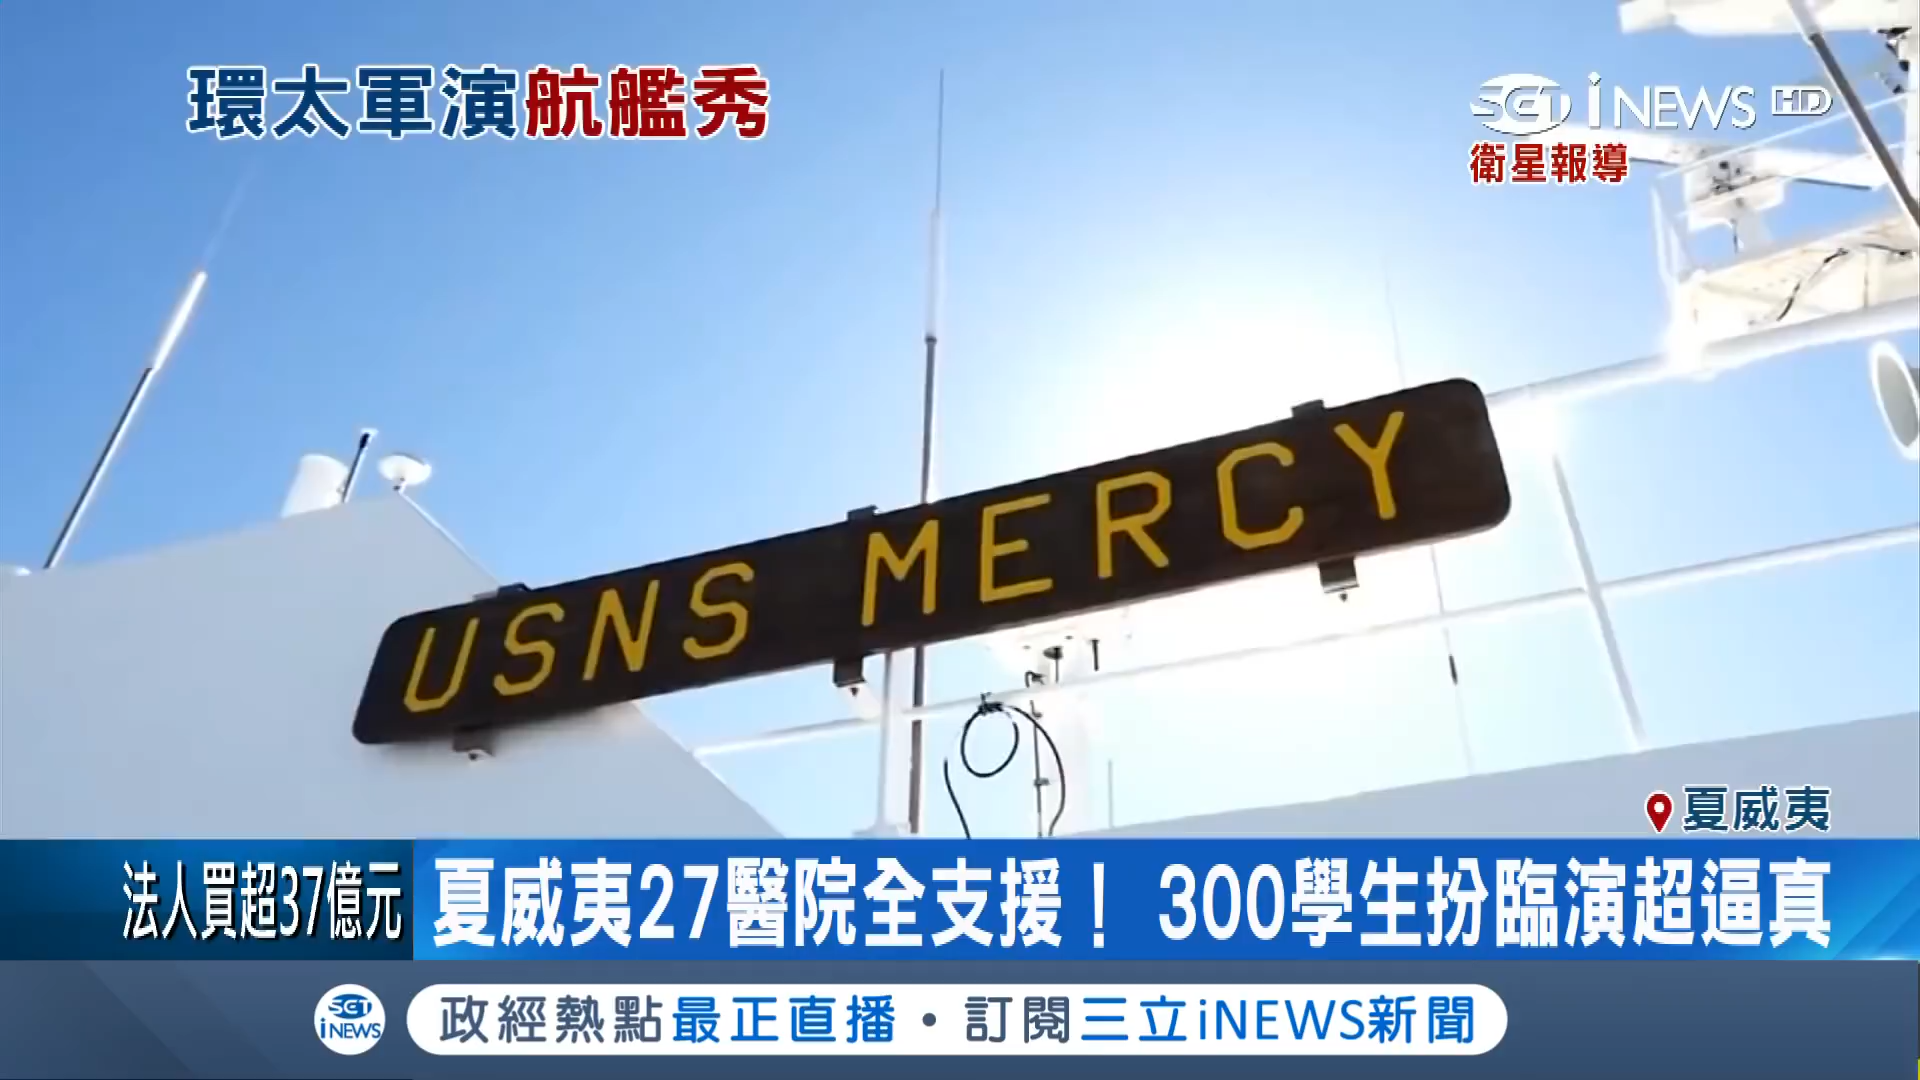 環太軍演航艦秀
SET iNEWS HD
衛星報導
USNS MERCY
夏威夷
法人買超37億元
夏威夷27醫院全支援！ 300學生扮臨演超逼真
SET iNEWS
政經熱點最正直播・訂閱三立iNEWS新聞